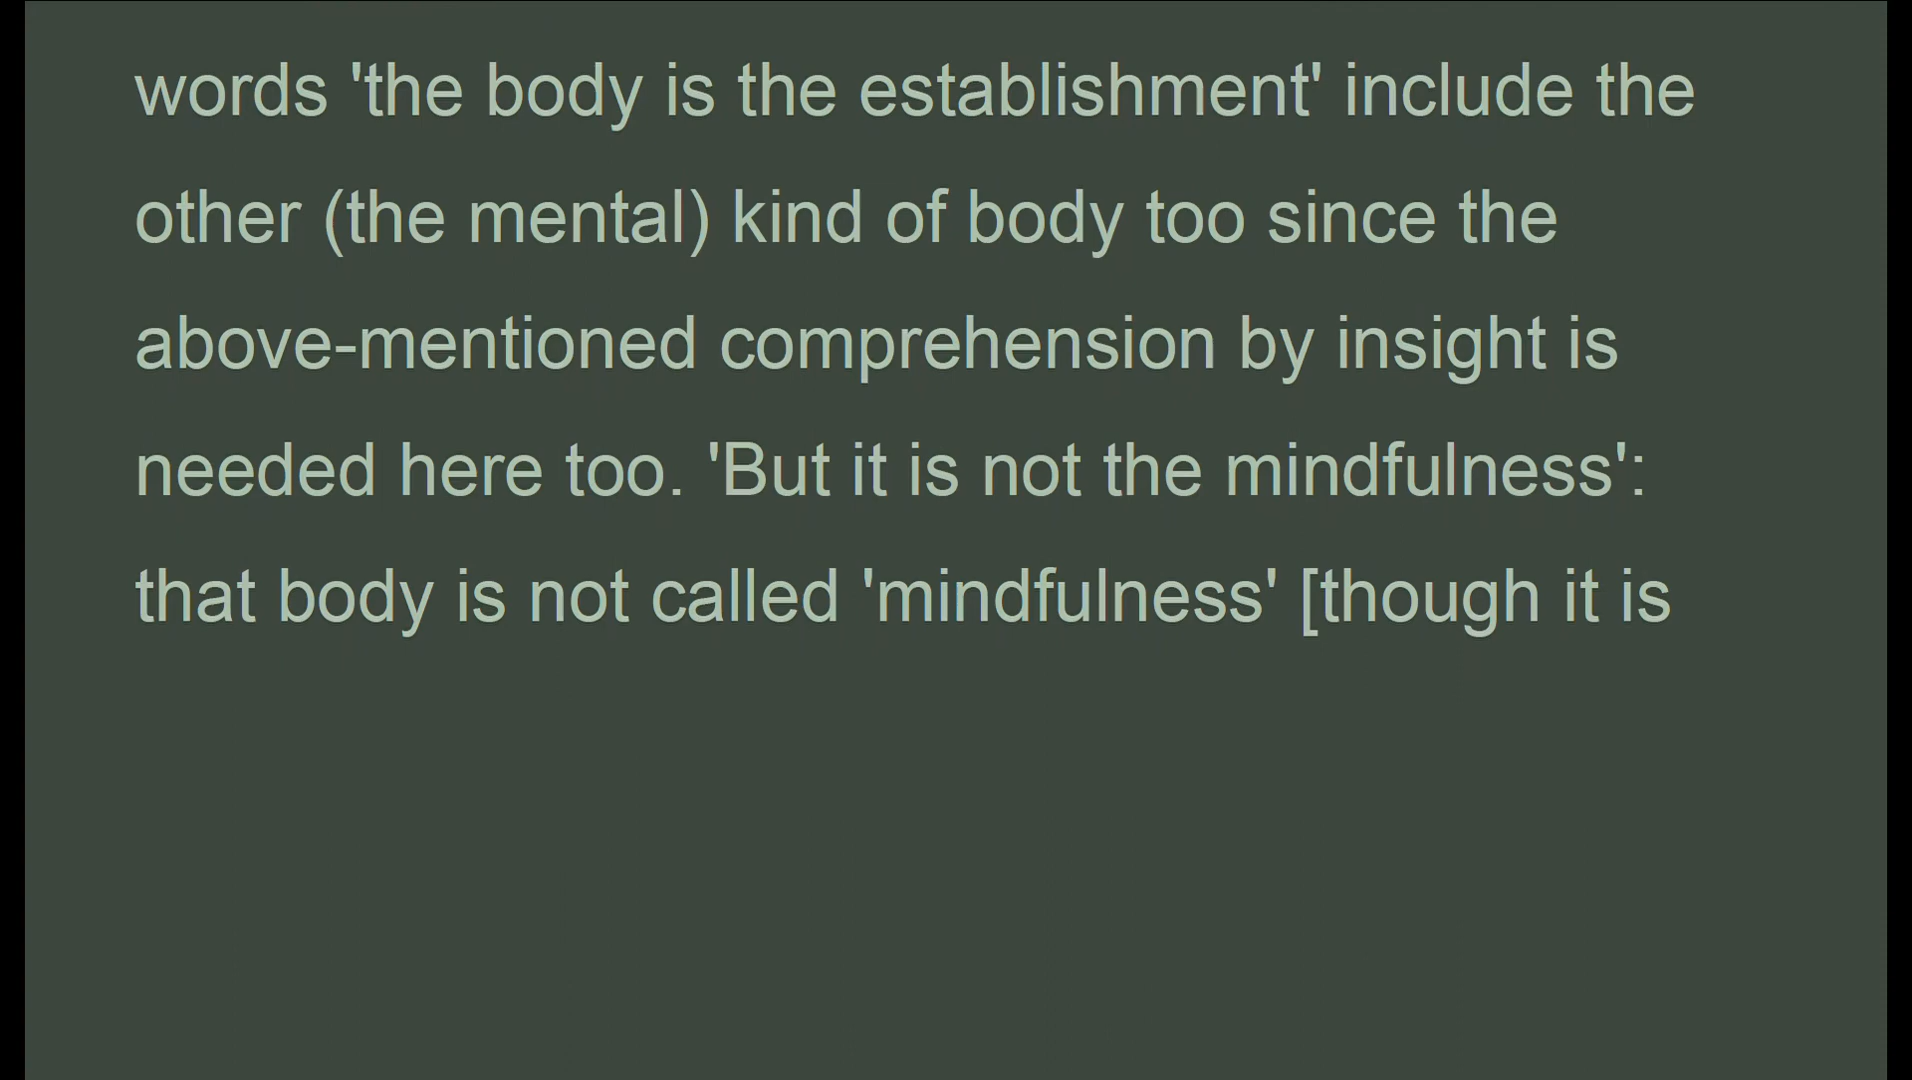 words 'the body is the establishment' include the
other (the mental) kind of body too since the
above-mentioned comprehension by insight is
needed here too. 'But it is not the mindfulness':
that body is not called 'mindfulness' [though it is